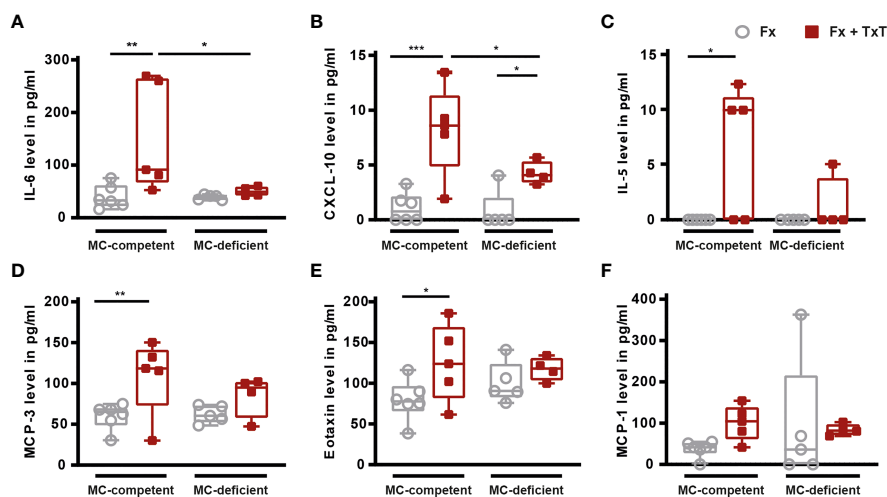 A
IL-6 level in pg/ml
300
200
100
50
0
**
*
MC-competent
MC-deficient
B
CXCL-10 level in pg/ml
15
10
5
0
***
*
*
MC-competent
MC-deficient
C
Fx
Fx + TxT
IL-5 level in pg/ml
15
10
5
0
*
MC-competent
MC-deficient
D
MCP-3 level in pg/ml
200
150
100
50
0
**
MC-competent
MC-deficient
E
Eotaxin level in pg/ml
200
150
100
50
0
*
MC-competent
MC-deficient
F
MCP-1 level in pg/ml
400
300
200
100
0
MC-competent
MC-deficient